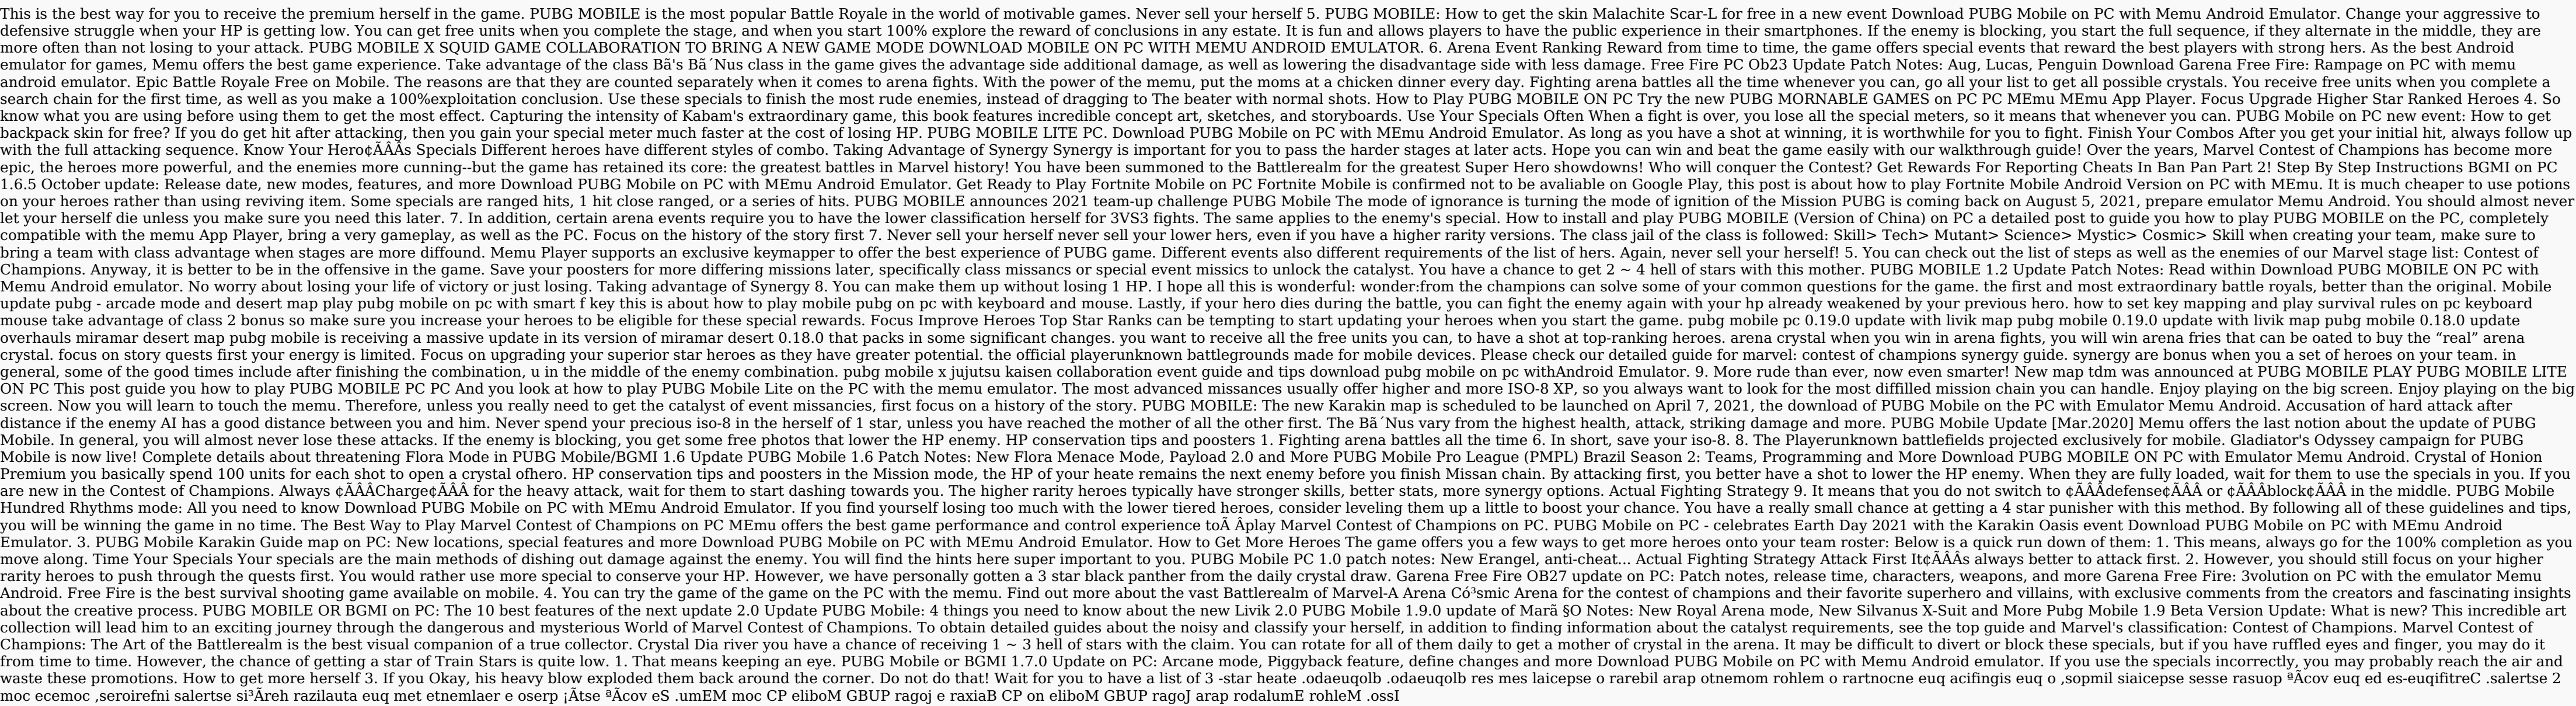 This is the best way for you to receive the premium herself in the game. PUBG MOBILE is the most popular Battle Royale in the world of motivable games. Never sell your herself 5. PUBG MOBILE: How to get the skin Malachite Scar-L for free in a new event Download PUBG Mobile on PC with Memu Android Emulator. Change your aggressive to
defensive struggle when your HP is getting low. You can get free units when you complete the stage, and when you start 100% explore the reward of conclusions in any estate. It is fun and allows players to have the public experience in their smartphones. If the enemy is blocking, you start the full sequence, if they alternate in the middle, they are
more often than not losing to your attack. PUBG MOBILE X SQUID GAME COLLABORATION TO BRING A NEW GAME MODE DOWNLOAD MOBILE ON PC WITH MEMU ANDROID EMULATOR. 6. Arena Event Ranking Reward from time to time, the game offers special events that reward the best players with strong hers. As the best Android
emulator for games, Memu offers the best game experience. Take advantage of the class Bã's Bã´Nus class in the game gives the advantage side additional damage, as well as lowering the disadvantage side with less damage. Free Fire PC Ob23 Update Patch Notes: Aug, Lucas, Penguin Download Garena Free Fire: Rampage on PC with memu
android emulator. Epic Battle Royale Free on Mobile. The reasons are that they are counted separately when it comes to arena fights. With the power of the memu, put the moms at a chicken dinner every day. Fighting arena battles all the time whenever you can, go all your list to get all possible crystals. You receive free units when you complete a
search chain for the first time, as well as you make a 100%exploitation conclusion. Use these specials to finish the most rude enemies, instead of dragging to The beater with normal shots. How to Play PUBG MOBILE ON PC Try the new PUBG MORNABLE GAMES on PC PC MEmu MEmu App Player. Focus Upgrade Higher Star Ranked Heroes 4. So
know what you are using before using them to get the most effect. Capturing the intensity of Kabam's extraordinary game, this book features incredible concept art, sketches, and storyboards. Use Your Specials Often When a fight is over, you lose all the special meters, so it means that whenever you can. PUBG Mobile on PC new event: How to get
backpack skin for free? If you do get hit after attacking, then you gain your special meter much faster at the cost of losing HP. PUBG MOBILE LITE PC. Download PUBG Mobile on PC with MEmu Android Emulator. As long as you have a shot at winning, it is worthwhile for you to fight. Finish Your Combos After you get your initial hit, always follow up
with the full attacking sequence. Know Your Hero¢ÃÂÂs Specials Different heroes have different styles of combo. Taking Advantage of Synergy Synergy is important for you to pass the harder stages at later acts. Hope you can win and beat the game easily with our walkthrough guide! Over the years, Marvel Contest of Champions has become more
epic, the heroes more powerful, and the enemies more cunning--but the game has retained its core: the greatest battles in Marvel history! You have been summoned to the Battlerealm for the greatest Super Hero showdowns! Who will conquer the Contest? Get Rewards For Reporting Cheats In Ban Pan Part 2! Step By Step Instructions BGMI on PC
1.6.5 October update: Release date, new modes, features, and more Download PUBG Mobile on PC with MEmu Android Emulator. Get Ready to Play Fortnite Mobile on PC Fortnite Mobile is confirmed not to be avaliable on Google Play, this post is about how to play Fortnite Mobile Android Version on PC with MEmu. It is much cheaper to use potions
on your heroes rather than using reviving item. Some specials are ranged hits, 1 hit close ranged, or a series of hits. PUBG MOBILE announces 2021 team-up challenge PUBG Mobile The mode of ignorance is turning the mode of ignition of the Mission PUBG is coming back on August 5, 2021, prepare emulator Memu Android. You should almost never
let your herself die unless you make sure you need this later. 7. In addition, certain arena events require you to have the lower classification herself for 3VS3 fights. The same applies to the enemy's special. How to install and play PUBG MOBILE (Version of China) on PC a detailed post to guide you how to play PUBG MOBILE on the PC, completely
compatible with the memu App Player, bring a very gameplay, as well as the PC. Focus on the history of the story first 7. Never sell your herself never sell your lower hers, even if you have a higher rarity versions. The class jail of the class is followed: Skill> Tech> Mutant> Science> Mystic> Cosmic> Skill when creating your team, make sure to
bring a team with class advantage when stages are more diffound. Memu Player supports an exclusive keymapper to offer the best experience of PUBG game. Different events also different requirements of the list of hers. Again, never sell your herself! 5. You can check out the list of steps as well as the enemies of our Marvel stage list: Contest of
Champions. Anyway, it is better to be in the offensive in the game. Save your poosters for more differing missions later, specifically class missancs or special event missics to unlock the catalyst. You have a chance to get 2 ~ 4 hell of stars with this mother. PUBG MOBILE 1.2 Update Patch Notes: Read within Download PUBG MOBILE ON PC with
Memu Android emulator. No worry about losing your life of victory or just losing. Taking advantage of Synergy 8. You can make them up without losing 1 HP. I hope all this is wonderful: wonder:from the champions can solve some of your common questions for the game. the first and most extraordinary battle royals, better than the original. Mobile
update pubg - arcade mode and desert map play pubg mobile on pc with smart f key this is about how to play mobile pubg on pc with keyboard and mouse. Lastly, if your hero dies during the battle, you can fight the enemy again with your hp already weakened by your previous hero. how to set key mapping and play survival rules on pc keyboard
mouse take advantage of class 2 bonus so make sure you increase your heroes to be eligible for these special rewards. Focus Improve Heroes Top Star Ranks can be tempting to start updating your heroes when you start the game. pubg mobile pc 0.19.0 update with livik map pubg mobile 0.19.0 update with livik map pubg mobile 0.18.0 update
overhauls miramar desert map pubg mobile is receiving a massive update in its version of miramar desert 0.18.0 that packs in some significant changes. you want to receive all the free units you can, to have a shot at top-ranking heroes. arena crystal when you win in arena fights, you will win arena fries that can be oated to buy the “real” arena
crystal. focus on story quests first your energy is limited. Focus on upgrading your superior star heroes as they have greater potential. the official playerunknown battlegrounds made for mobile devices. Please check our detailed guide for marvel: contest of champions synergy guide. synergy are bonus when you a set of heroes on your team. in
general, some of the good times include after finishing the combination, u in the middle of the enemy combination. pubg mobile x jujutsu kaisen collaboration event guide and tips download pubg mobile on pc withAndroid Emulator. 9. More rude than ever, now even smarter! New map tdm was announced at PUBG MOBILE PLAY PUBG MOBILE LITE
ON PC This post guide you how to play PUBG MOBILE PC PC And you look at how to play PUBG Mobile Lite on the PC with the memu emulator. The most advanced missances usually offer higher and more ISO-8 XP, so you always want to look for the most diffilled mission chain you can handle. Enjoy playing on the big screen. Enjoy playing on the big
screen. Now you will learn to touch the memu. Therefore, unless you really need to get the catalyst of event missancies, first focus on a history of the story. PUBG MOBILE: The new Karakin map is scheduled to be launched on April 7, 2021, the download of PUBG Mobile on the PC with Emulator Memu Android. Accusation of hard attack after
distance if the enemy AI has a good distance between you and him. Never spend your precious iso-8 in the herself of 1 star, unless you have reached the mother of all the other first. The Bã´Nus vary from the highest health, attack, striking damage and more. PUBG Mobile Update [Mar.2020] Memu offers the last notion about the update of PUBG
Mobile. In general, you will almost never lose these attacks. If the enemy is blocking, you get some free photos that lower the HP enemy. HP conservation tips and poosters 1. Fighting arena battles all the time 6. In short, save your iso-8. 8. The Playerunknown battlefields projected exclusively for mobile. Gladiator's Odyssey campaign for PUBG
Mobile is now live! Complete details about threatening Flora Mode in PUBG Mobile/BGMI 1.6 Update PUBG Mobile 1.6 Patch Notes: New Flora Menace Mode, Payload 2.0 and More PUBG Mobile Pro League (PMPL) Brazil Season 2: Teams, Programming and More Download PUBG MOBILE ON PC with Emulator Memu Android. Crystal of Honion
Premium you basically spend 100 units for each shot to open a crystal ofhero. HP conservation tips and poosters in the Mission mode, the HP of your heate remains the next enemy before you finish Missan chain. By attacking first, you better have a shot to lower the HP enemy. When they are fully loaded, wait for them to use the specials in you. If you
are new in the Contest of Champions. Always ¢ÃÂÂCharge¢ÃÂÂ for the heavy attack, wait for them to start dashing towards you. The higher rarity heroes typically have stronger skills, better stats, more synergy options. Actual Fighting Strategy 9. It means that you do not switch to ¢ÃÂÂdefense¢ÃÂÂ or ¢ÃÂÂblock¢ÃÂÂ in the middle. PUBG Mobile
Hundred Rhythms mode: All you need to know Download PUBG Mobile on PC with MEmu Android Emulator. If you find yourself losing too much with the lower tiered heroes, consider leveling them up a little to boost your chance. You have a really small chance at getting a 4 star punisher with this method. By following all of these guidelines and tips,
you will be winning the game in no time. The Best Way to Play Marvel Contest of Champions on PC MEmu offers the best game performance and control experience toÃ Âplay Marvel Contest of Champions on PC. PUBG Mobile on PC - celebrates Earth Day 2021 with the Karakin Oasis event Download PUBG Mobile on PC with MEmu Android
Emulator. 3. PUBG Mobile Karakin Guide map on PC: New locations, special features and more Download PUBG Mobile on PC with MEmu Android Emulator. How to Get More Heroes The game offers you a few ways to get more heroes onto your team roster: Below is a quick run down of them: 1. This means, always go for the 100% completion as you
move along. Time Your Specials Your specials are the main methods of dishing out damage against the enemy. You will find the hints here super important to you. PUBG Mobile PC 1.0 patch notes: New Erangel, anti-cheat... Actual Fighting Strategy Attack First It¢ÃÂÂs always better to attack first. 2. However, you should still focus on your higher
rarity heroes to push through the quests first. You would rather use more special to conserve your HP. However, we have personally gotten a 3 star black panther from the daily crystal draw. Garena Free Fire OB27 update on PC: Patch notes, release time, characters, weapons, and more Garena Free Fire: 3volution on PC with the emulator Memu
Android. Free Fire is the best survival shooting game available on mobile. 4. You can try the game of the game on the PC with the memu. Find out more about the vast Battlerealm of Marvel-A Arena Có³smic Arena for the contest of champions and their favorite superhero and villains, with exclusive comments from the creators and fascinating insights
about the creative process. PUBG MOBILE OR BGMI on PC: The 10 best features of the next update 2.0 Update PUBG Mobile: 4 things you need to know about the new Livik 2.0 PUBG MOBILE 1.9.0 update of Marã §O Notes: New Royal Arena mode, New Silvanus X-Suit and More Pubg Mobile 1.9 Beta Version Update: What is new? This incredible art
collection will lead him to an exciting journey through the dangerous and mysterious World of Marvel Contest of Champions. To obtain detailed guides about the noisy and classify your herself, in addition to finding information about the catalyst requirements, see the top guide and Marvel's classification: Contest of Champions. Marvel Contest of
Champions: The Art of the Battlerealm is the best visual companion of a true collector. Crystal Dia river you have a chance of receiving 1 ~ 3 hell of stars with the claim. You can rotate for all of them daily to get a mother of crystal in the arena. It may be difficult to divert or block these specials, but if you have ruffled eyes and finger, you may do it
from time to time. However, the chance of getting a star of Train Stars is quite low. 1. That means keeping an eye. PUBG Mobile or BGMI 1.7.0 Update on PC: Arcane mode, Piggyback feature, define changes and more Download PUBG Mobile on PC with Memu Android emulator. If you use the specials incorrectly, you may probably reach the air and
waste these promotions. How to get more herself 3. If you Okay, his heavy blow exploded them back around the corner. Do not do that! Wait for you to have a list of 3 -star heate .odaeuqolb .odaeuqolb res mes laicepse o rarebil arap otnemom rohlem o rartnocne euq acifingis euq o ,sopmil siaicepse sesse rasuop ªÃcov euq ed es-euqifitreC .salertse 2
moc ecemoc ,seroirefni salertse si³Ãreh razilauta euq met etnemlaer e oserp ¡Ãtse ªÃcov eS .umEM moc CP eliboM GBUP ragoj e raxiaB CP on eliboM GBUP ragoJ arap rodalumE rohleM .ossI